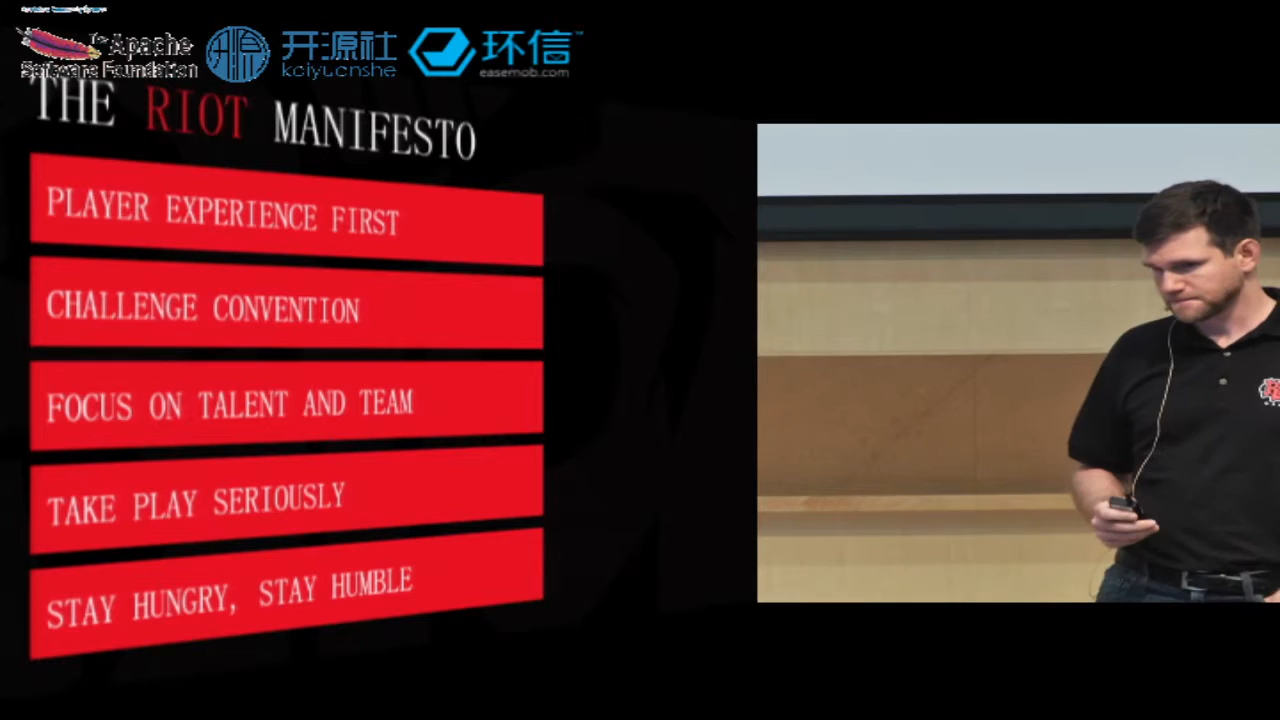 The Apache
Software Foundation
开源社
kaiyuanshe
环信
easemob.com
THE RIOT MANIFESTO
PLAYER EXPERIENCE FIRST
CHALLENGE CONVENTION
FOCUS ON TALENT AND TEAM
TAKE PLAY SERIOUSLY
STAY HUNGRY, STAY HUMBLE